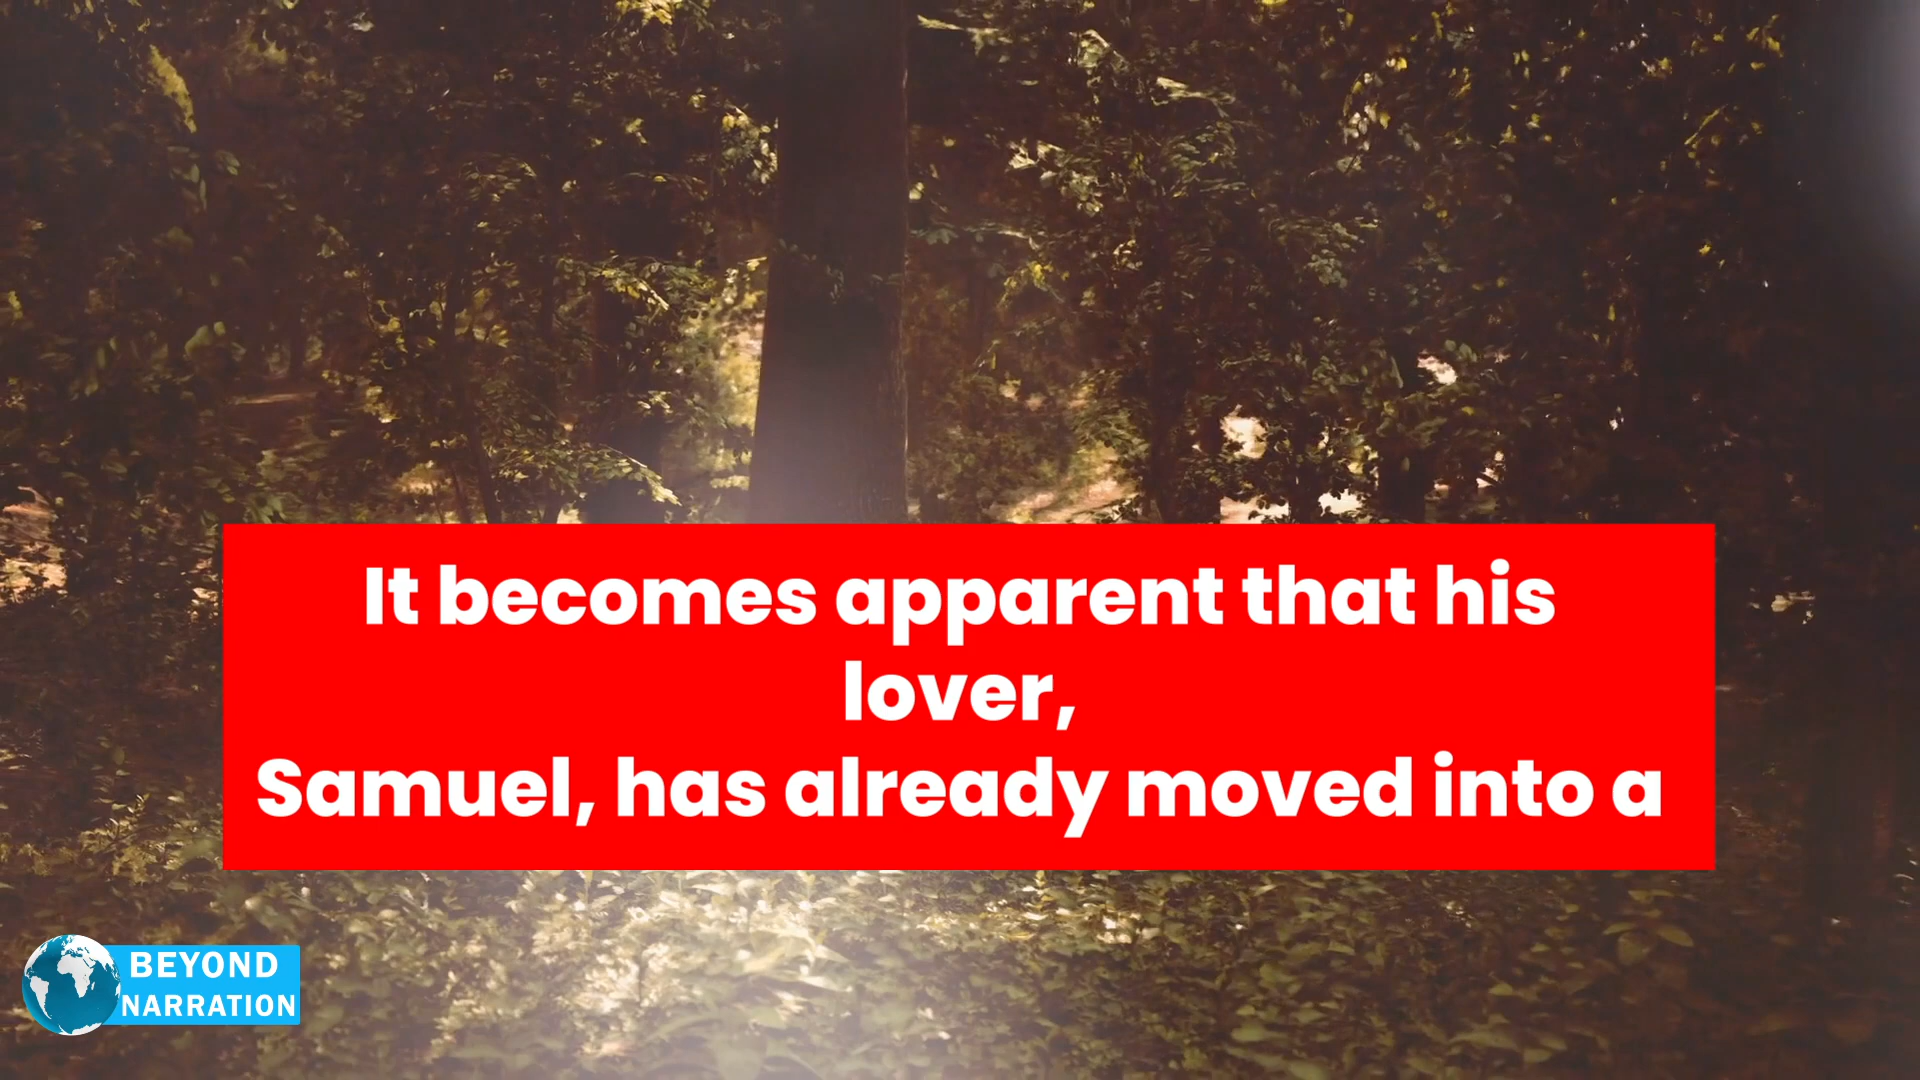 It becomes apparent that his
lover,
Samuel, has already moved into a
BEYOND
NARRATION